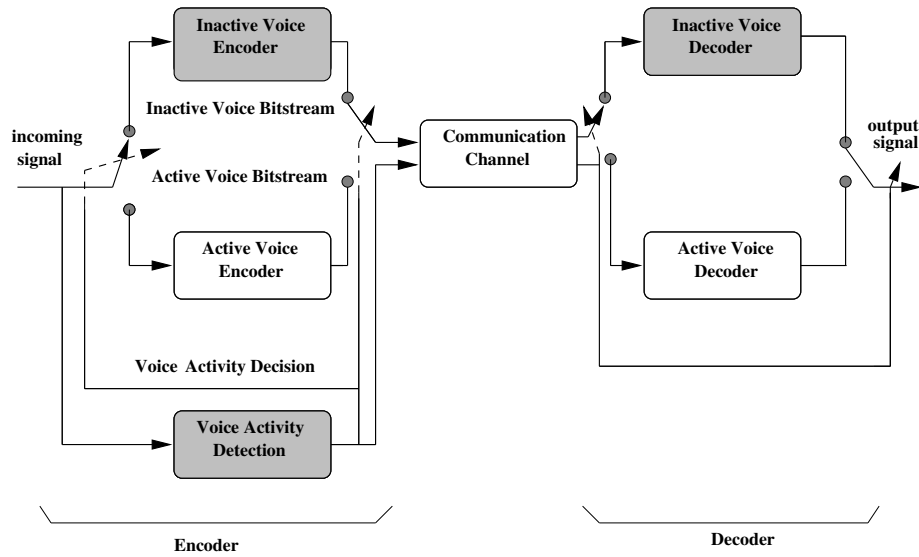 Inactive Voice
Encoder
Inactive Voice
Decoder
Inactive Voice Bitstream
incoming
signal
Communication
Channel
output
signal
Active Voice Bitstream
Active Voice
Encoder
Active Voice
Decoder
Voice Activity Decision
Voice Activity
Detection
Encoder
Decoder